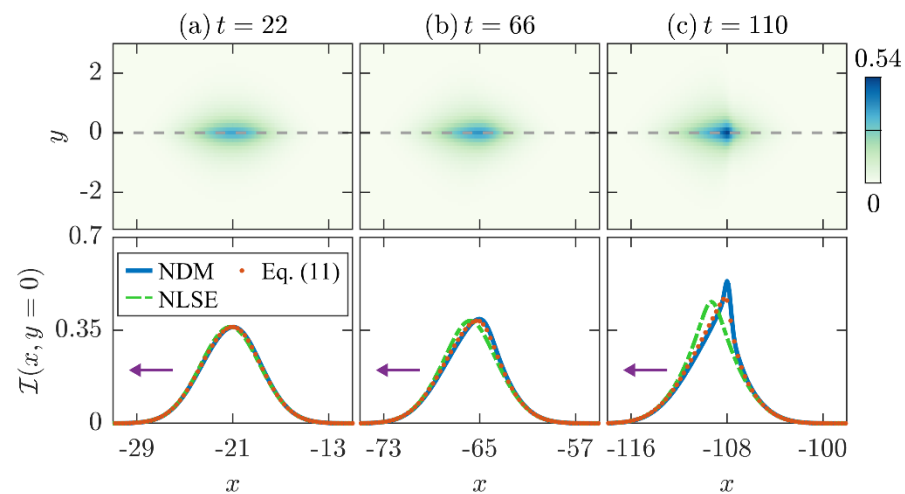 (a) t = 22
(b) t = 66
(c) t = 110
2
0
-2
y
0.54
0
0.7
0.35
0
I(x, y = 0)
NDM
Eq. (11)
NLSE
-29 -21 -13
-73 -65 -57
-116 -108 -100
x
x
x